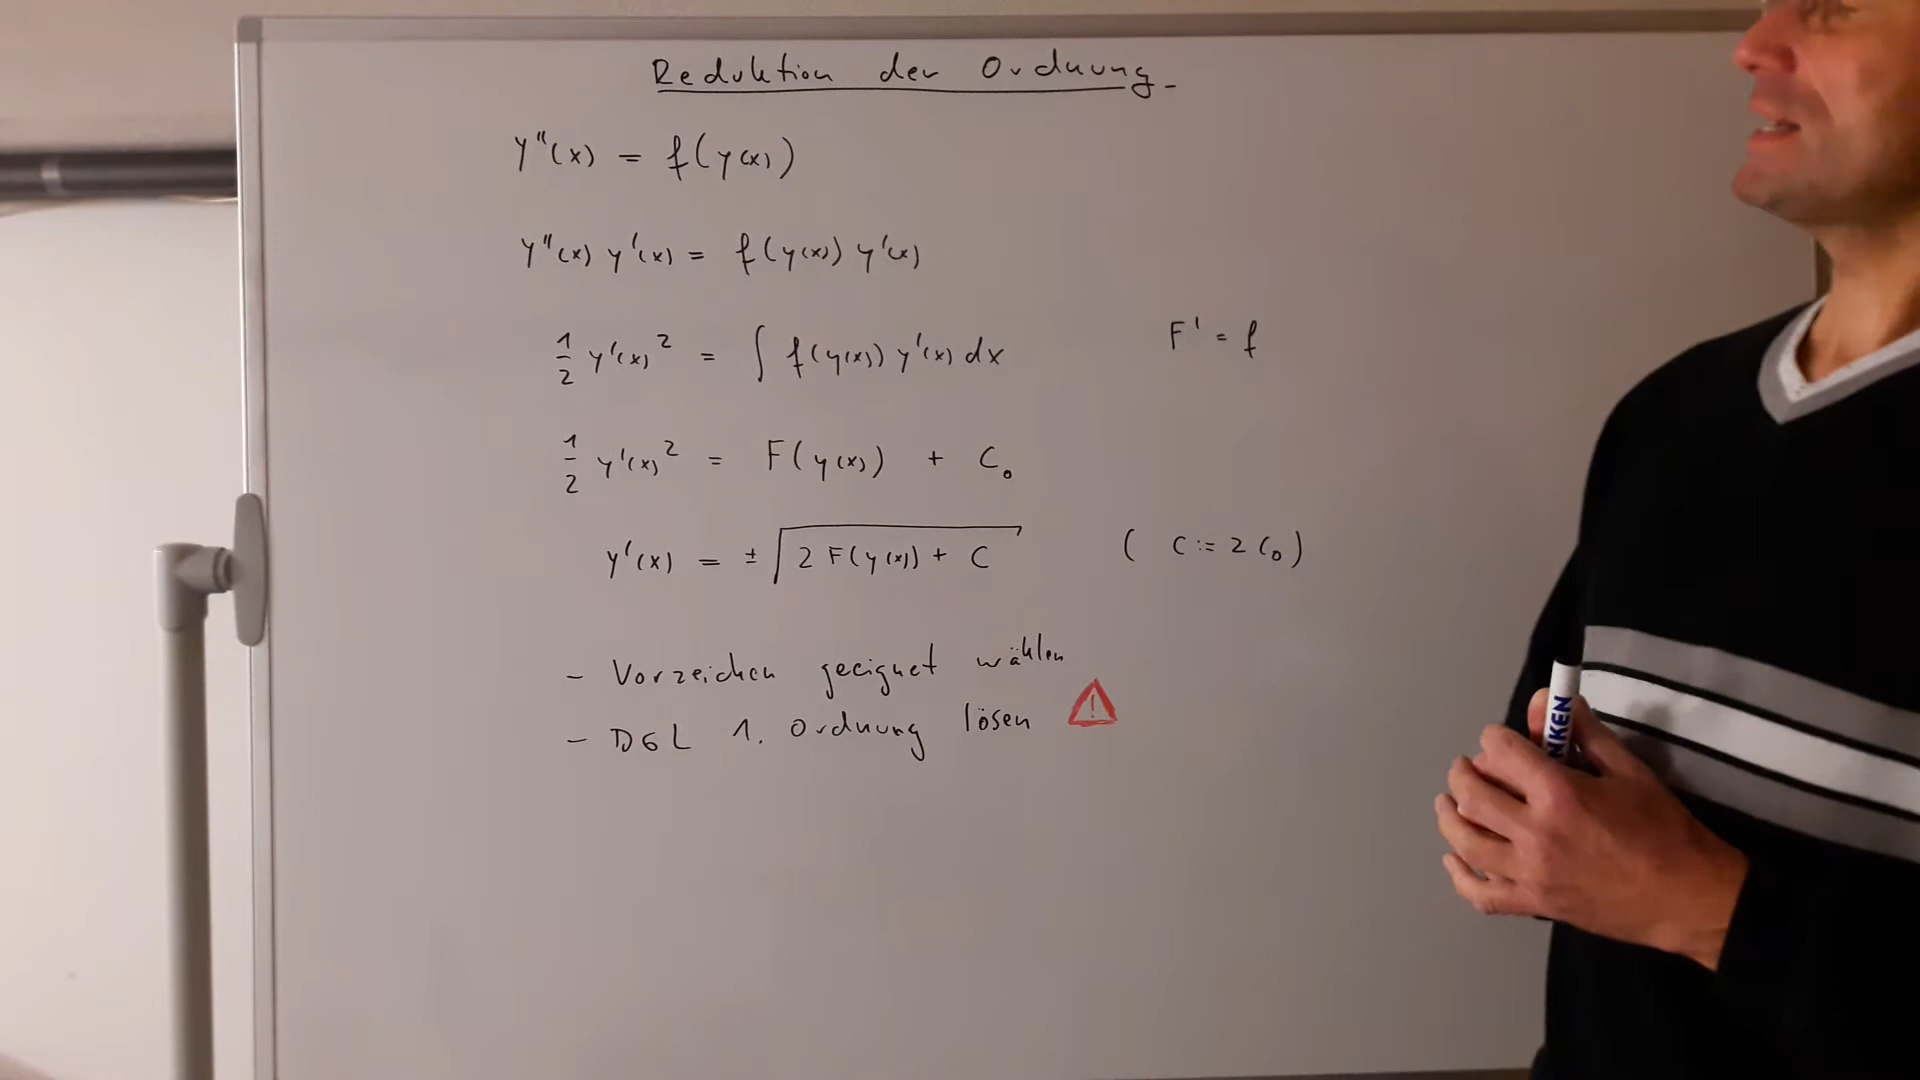 Reduktion der Ordnung
y''(x) = f(y(x))
y''(x) y'(x) = f(y(x)) y'(x)
1/2 y'(x)² = ∫ f(y(x)) y'(x) dx
F' = f
1/2 y'(x)² = F(y(x)) + C₀
y'(x) = ± √(2 F(y(x)) + C)
( C := 2 C₀ )
- Vorzeichen geeignet wählen
- DGL 1. Ordnung lösen
!
NKEN